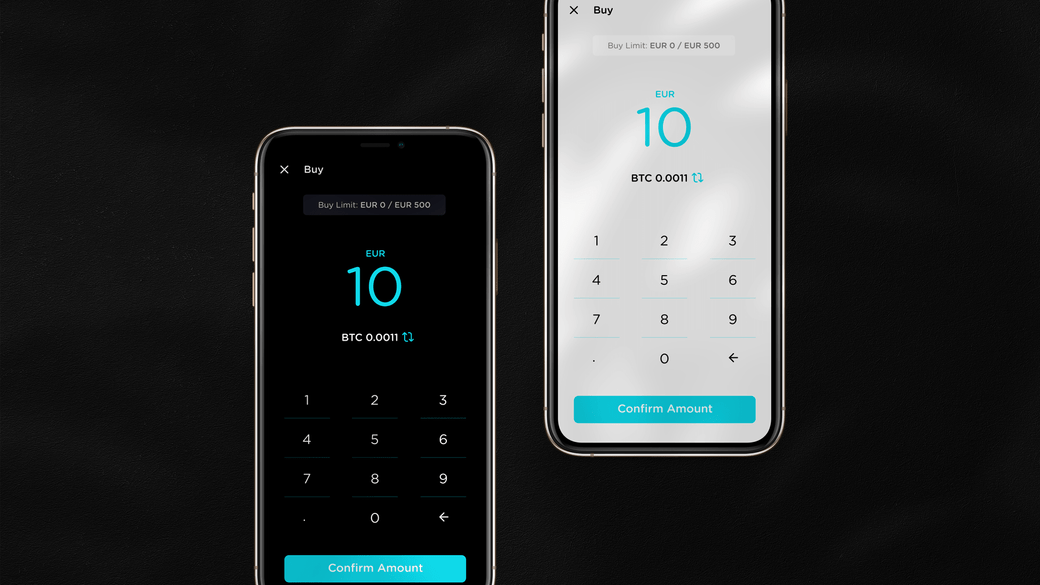 Buy
Buy Limit: EUR 0 / EUR 500
EUR
10
BTC 0.0011
1 2 3
4 5 6
7 8 9
. 0
Confirm Amount
Buy
Buy Limit: EUR 0 / EUR 500
EUR
10
BTC 0.0011
1 2 3
4 5 6
7 8 9
. 0
Confirm Amount